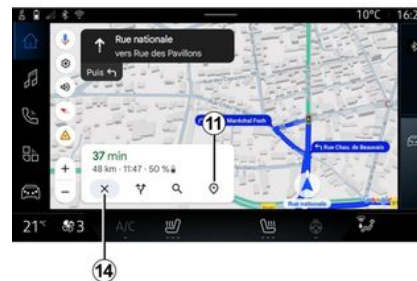 10°C
16:2
Rue nationale
vers Rue des Pavillons
Puis
Maréchal Foch
11
Rue Chau. de Beauvais
37 min
48 km · 11:47 · 50 %
Rue nationale
Google
21°
3
A/C
14